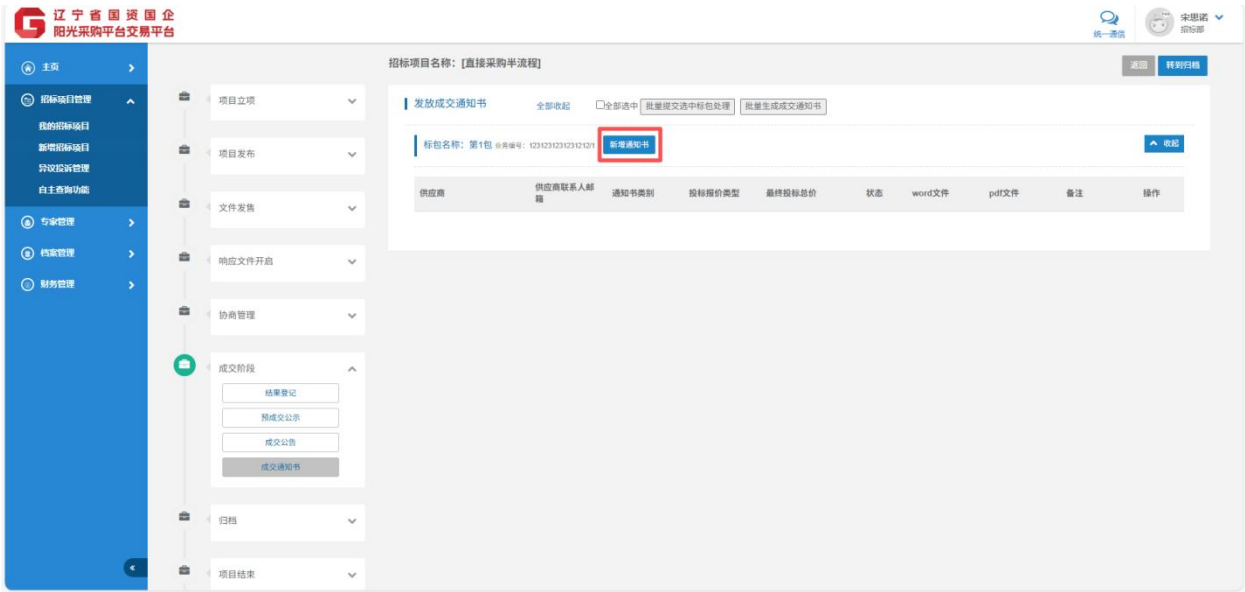 辽宁省国资国企
阳光采购平台交易平台
统一通信
宋思诺
招标部
主页
招标项目管理
我的招标项目
新增招标项目
异议投诉管理
自主查询功能
专家管理
档案管理
财务管理
项目立项
项目发布
文件发售
响应文件开启
协商管理
成交阶段
结果登记
预成交公示
成交公告
成交通知书
归档
项目结束
招标项目名称：[直接采购半流程]
返回 转到归档
发放成交通知书 全部收起 全部选中 批量提交选中标包处理 批量生成成交通知书
标包名称：第1包 业务编号：1231231231231212/1 新增通知书 收起
供应商 供应商联系人邮箱 通知书类别 投标报价类型 最终投标总价 状态 word文件 pdf文件 备注 操作